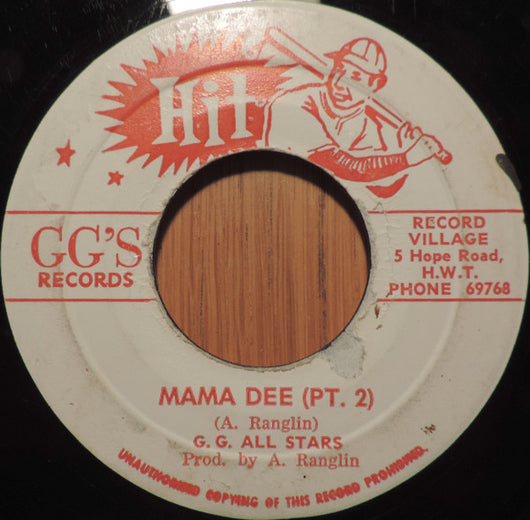 Hit
GG'S
RECORDS
RECORD
VILLAGE
5 Hope Road,
H.W.T.
PHONE 69768
MAMA DEE (PT. 2)
(A. Ranglin)
G. G. ALL STARS
Prod. by A. Ranglin
UNAUTHORISED COPYING OF THIS RECORD PROHIBITED.